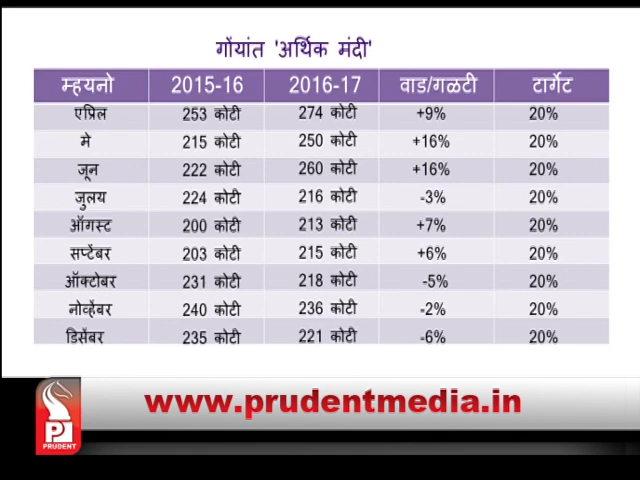 गोंयांत 'अर्थिक मंदी'
म्हयनो 2015-16 2016-17 वाड/गळटी टार्गेट
एप्रिल 253 कोटी 274 कोटी +9% 20%
मे 215 कोटी 250 कोटी +16% 20%
जून 222 कोटी 260 कोटी +16% 20%
जुलय 224 कोटी 216 कोटी -3% 20%
ऑगस्ट 200 कोटी 213 कोटी +7% 20%
सप्टेंबर 203 कोटी 215 कोटी +6% 20%
ऑक्टोबर 231 कोटी 218 कोटी -5% 20%
नोव्हेंबर 240 कोटी 236 कोटी -2% 20%
डिसेंबर 235 कोटी 221 कोटी -6% 20%
www.prudentmedia.in
PRUDENT